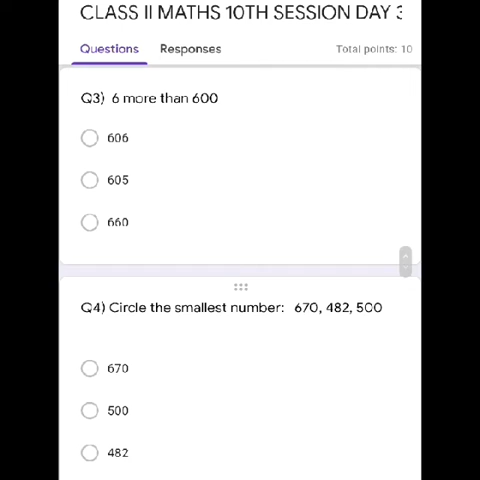 CLASS II MATHS 10TH SESSION DAY 3
Questions Responses Total points: 10
Q3) 6 more than 600
606
605
660
Q4) Circle the smallest number: 670, 482, 500
670
500
482